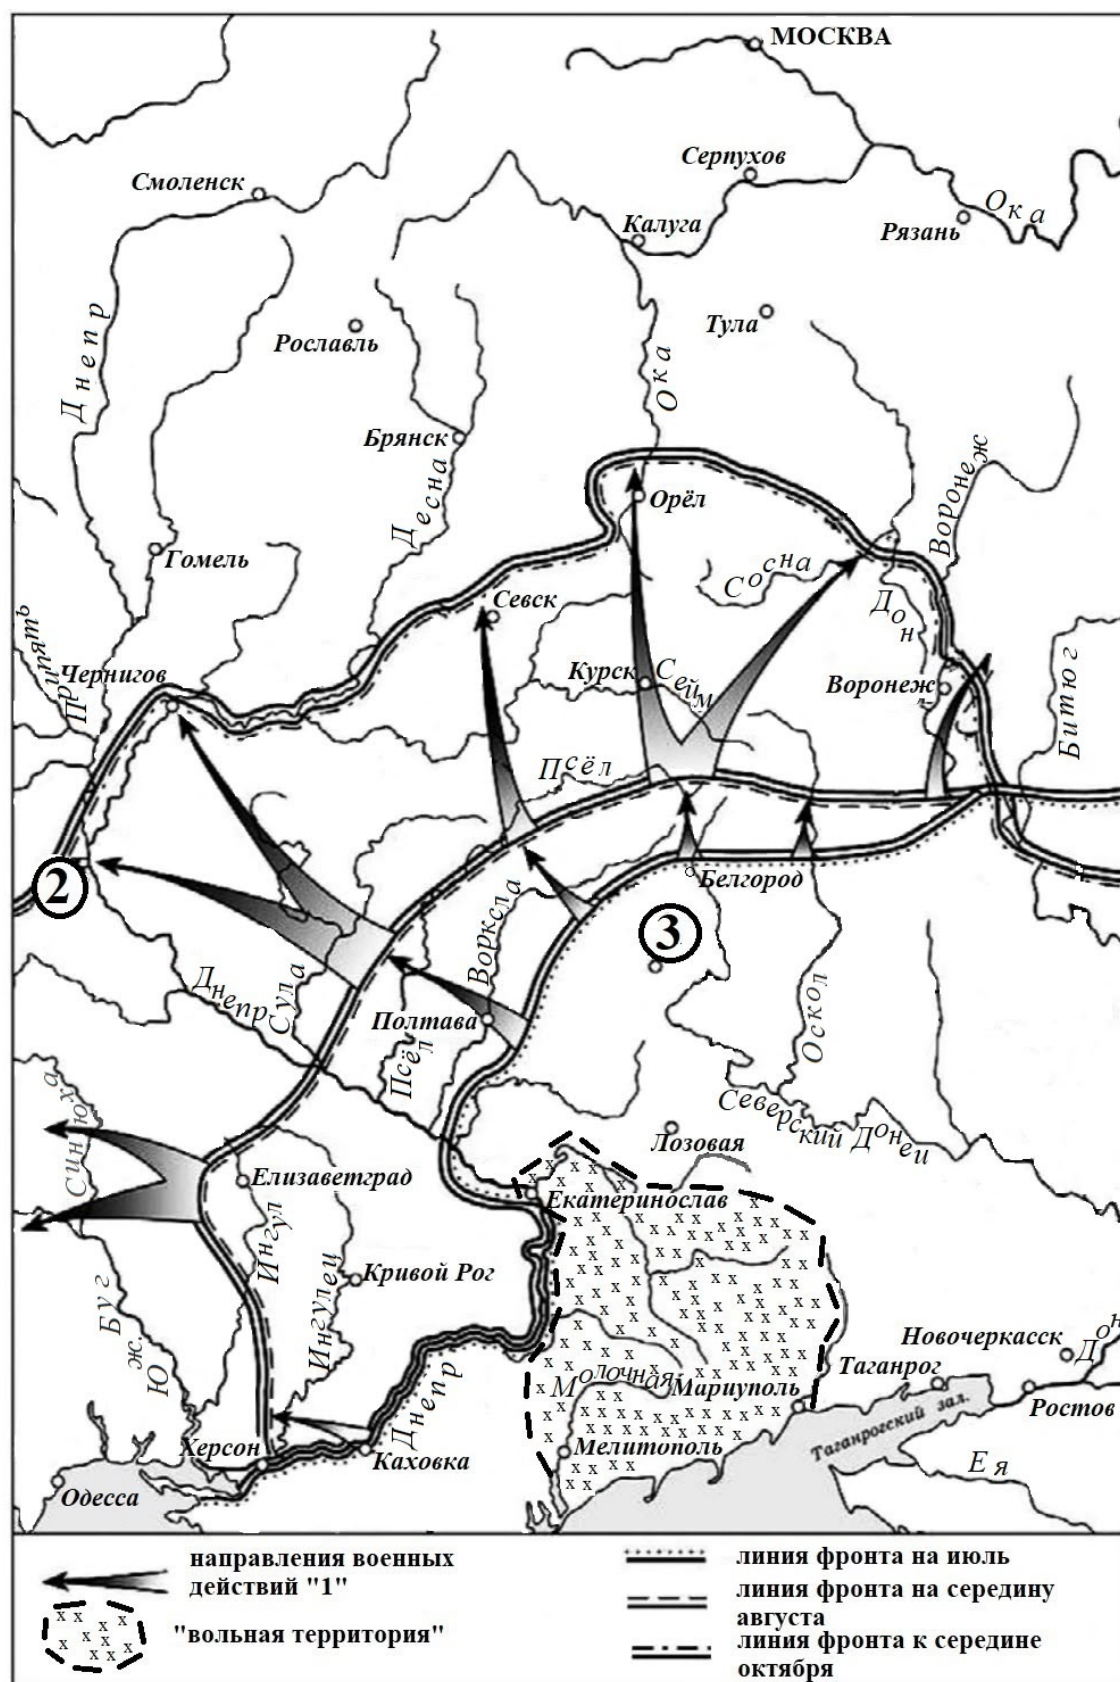 МОСКВА
Серпухов
Смоленск
Калуга
Ока
Рязань
Днепр
Тула
Рославль
Ока
Брянск
Воронеж
Десна
Орёл
Гомель
Сосна
Севск
Дон
Припять
Чернигов
Курск
Сейм
Воронеж
Битюг
Псёл
2
Белгород
Ворксла
3
Днепр
Сула
Полтава
Псёл
Оскол
Синюха
Северский Донец
Лозовая
Елизаветград
Екатеринослав
Ингул
Ингулец
Кривой Рог
Ю ж. Буг
Новочеркасск
Дон
Таганрог
Молочная
Мариуполь
Днепр
Ростов
Таганрогский зал.
Херсон
Каховка
Мелитополь
Ея
Одесса
направления военных
действий "1"
"вольная территория"
линия фронта на июль
линия фронта на середину
августа
линия фронта к середине
октября